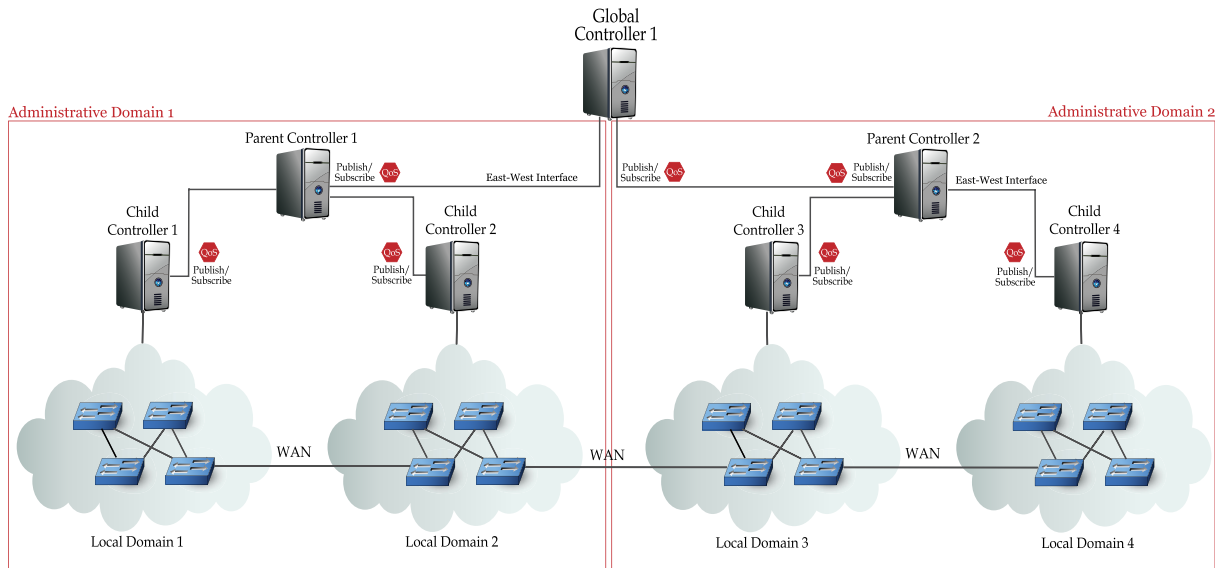 Global
Controller 1
Administrative Domain 1
Administrative Domain 2
Parent Controller 1
Publish/
Subscribe
QoS
East-West Interface
Publish/
Subscribe
QoS
Parent Controller 2
QoS
Publish/
Subscribe
East-West Interface
Child
Controller 1
QoS
Publish/
Subscribe
Child
Controller 2
QoS
Publish/
Subscribe
Child
Controller 3
QoS
Publish/
Subscribe
Child
Controller 4
QoS
Publish/
Subscribe
WAN
WAN
WAN
Local Domain 1
Local Domain 2
Local Domain 3
Local Domain 4